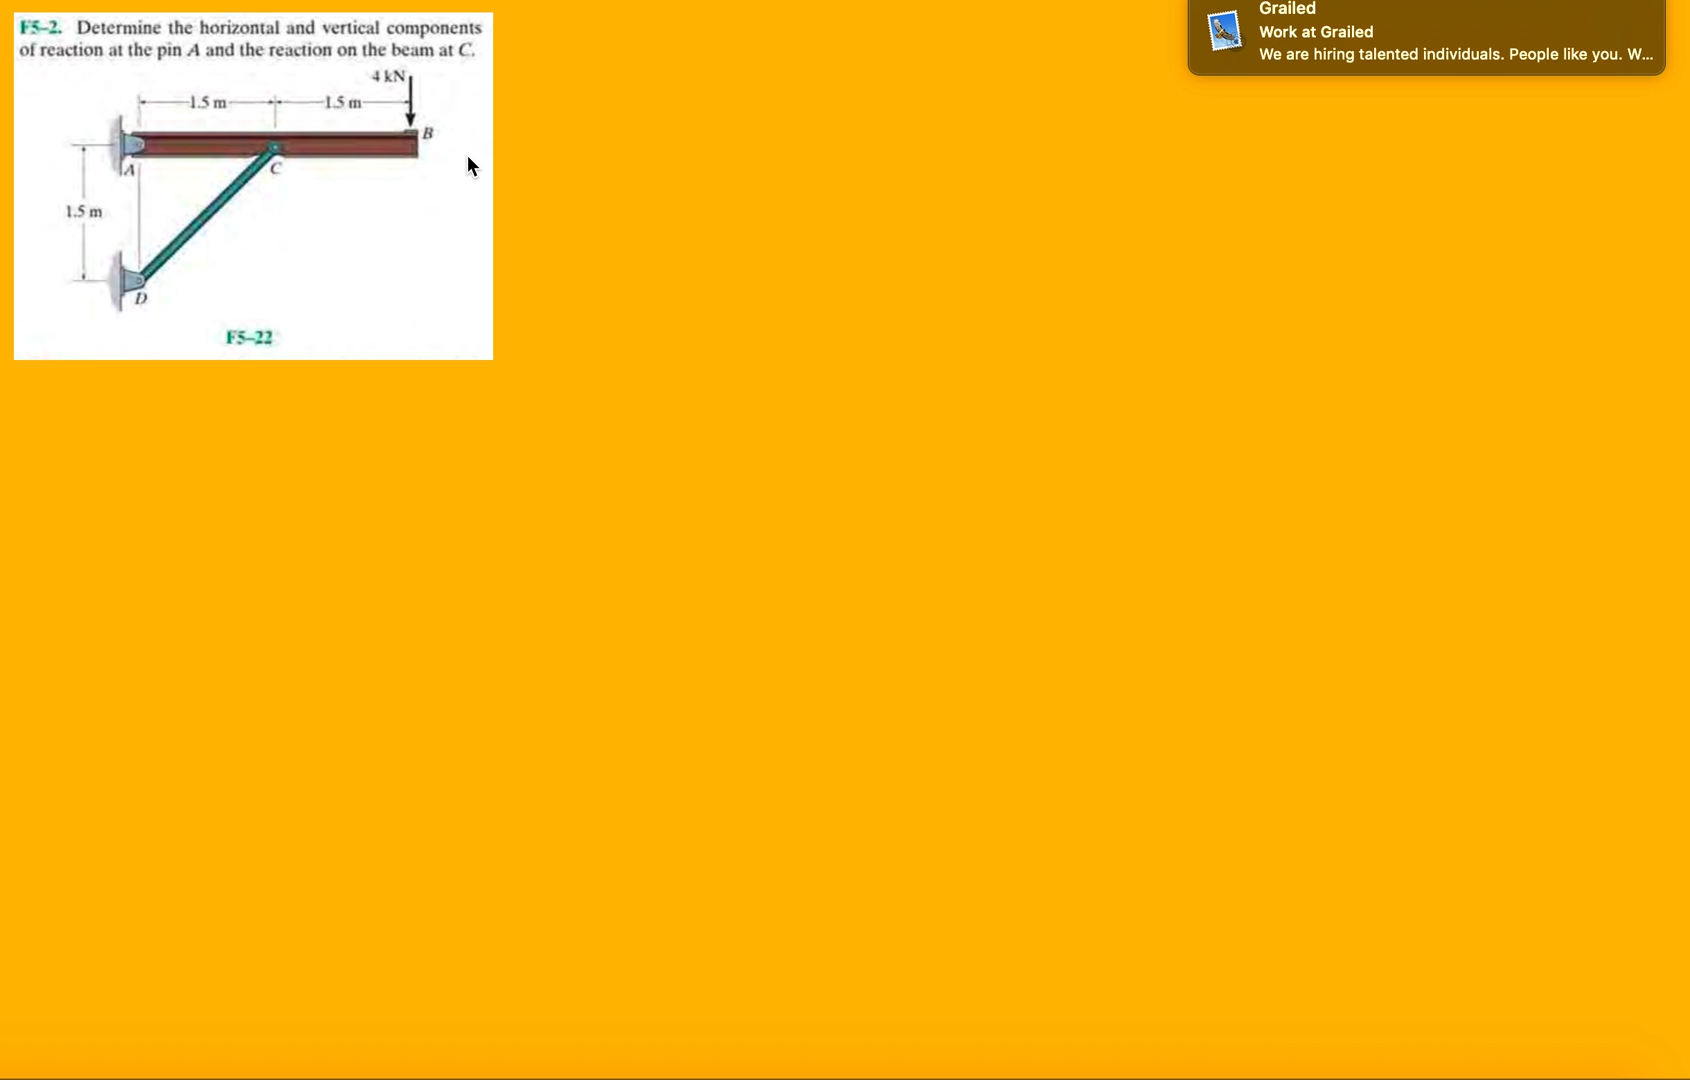 F5–2. Determine the horizontal and vertical components
of reaction at the pin A and the reaction on the beam at C.
4 kN
1.5 m
1.5 m
B
A
C
1.5 m
D
F5–22
Grailed
Work at Grailed
We are hiring talented individuals. People like you. W...